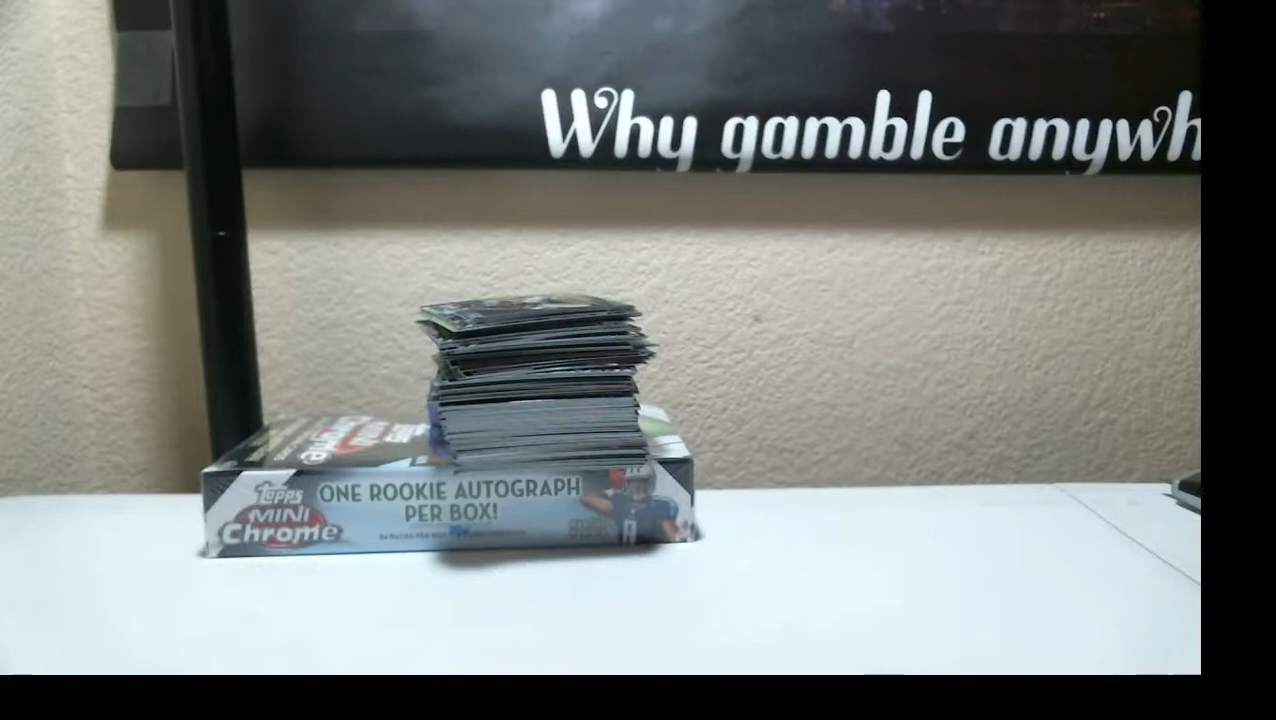 Why gamble anywh
Topps
MINI
Chrome
ONE ROOKIE AUTOGRAPH
PER BOX!